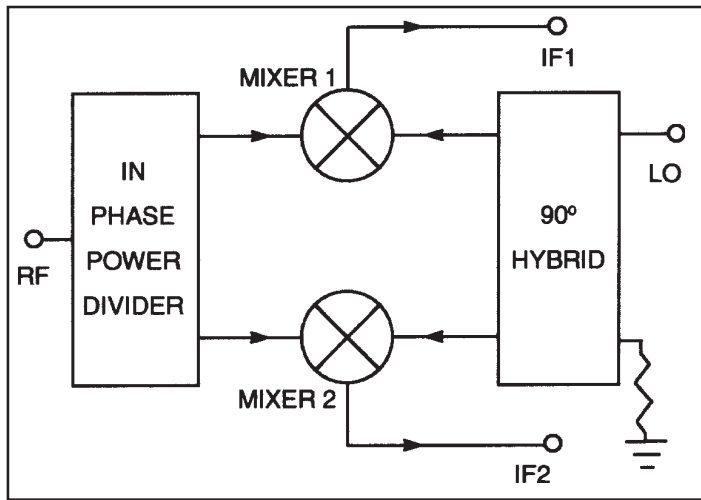 IF1
MIXER 1
IN
PHASE
POWER
DIVIDER
RF
90º
HYBRID
LO
MIXER 2
IF2